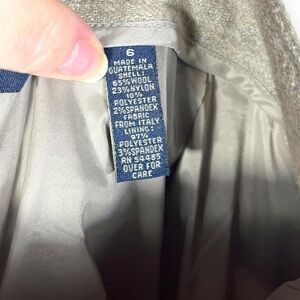 6
MADE IN
GUATEMALA
SHELL:
65% WOOL
23% NYLON
10%
POLYESTER
2% SPANDEX
FABRIC
FROM ITALY
LINING:
97%
POLYESTER
3% SPANDEX
RN 54485
OVER FOR
CARE